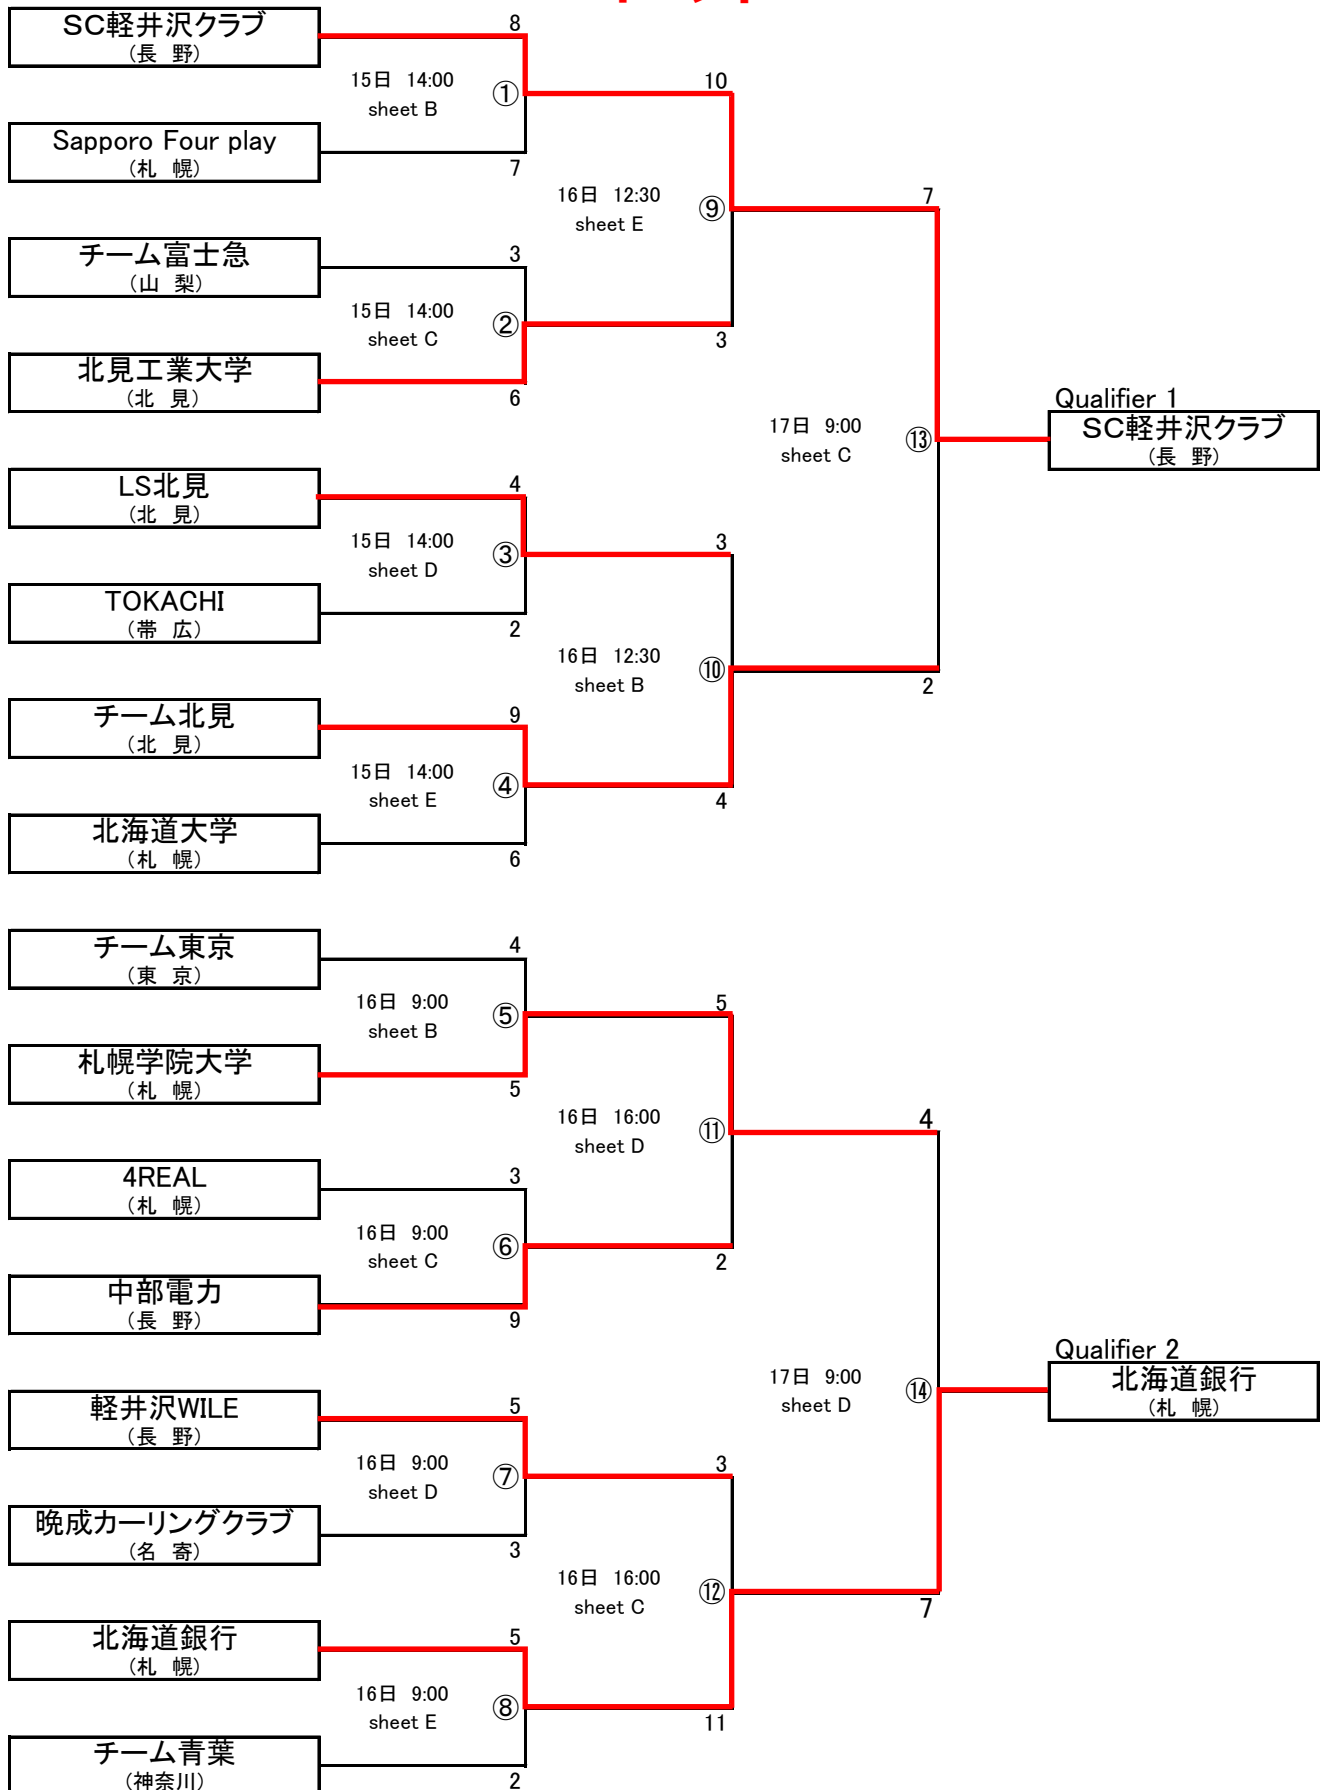 8
SC軽井沢クラブ
(長 野)
15日 14:00
sheet B
①
10
Sapporo Four play
(札 幌)
7
16日 12:30
sheet E
⑨
7
チーム富士急
(山 梨)
3
15日 14:00
sheet C
②
3
北見工業大学
(北 見)
6
Qualifier 1
SC軽井沢クラブ
(長 野)
17日 9:00
sheet C
⑬
LS北見
(北 見)
4
15日 14:00
sheet D
③
3
TOKACHI
(帯 広)
2
16日 12:30
sheet B
⑩
2
チーム北見
(北 見)
9
15日 14:00
sheet E
④
4
北海道大学
(札 幌)
6
チーム東京
(東 京)
4
16日 9:00
sheet B
⑤
5
札幌学院大学
(札 幌)
5
16日 16:00
sheet D
⑪
4
4REAL
(札 幌)
3
16日 9:00
sheet C
⑥
2
中部電力
(長 野)
9
Qualifier 2
北海道銀行
(札 幌)
17日 9:00
sheet D
⑭
軽井沢WILE
(長 野)
5
16日 9:00
sheet D
⑦
3
晩成カーリングクラブ
(名 寄)
3
16日 16:00
sheet C
⑫
7
北海道銀行
(札 幌)
5
16日 9:00
sheet E
⑧
11
チーム青葉
(神奈川)
2